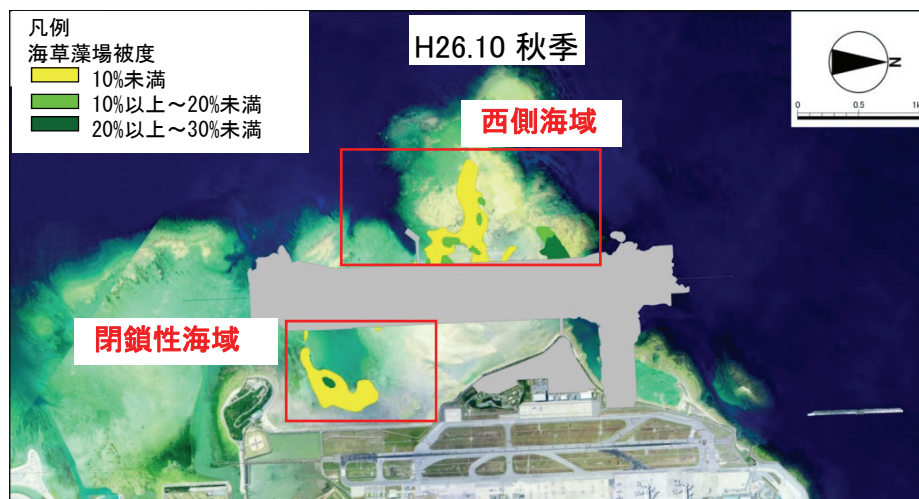 凡例
海草藻場被度
10%未満
10%以上~20%未満
20%以上~30%未満
H26.10 秋季
N
0 0.5 1k
西側海域
閉鎖性海域